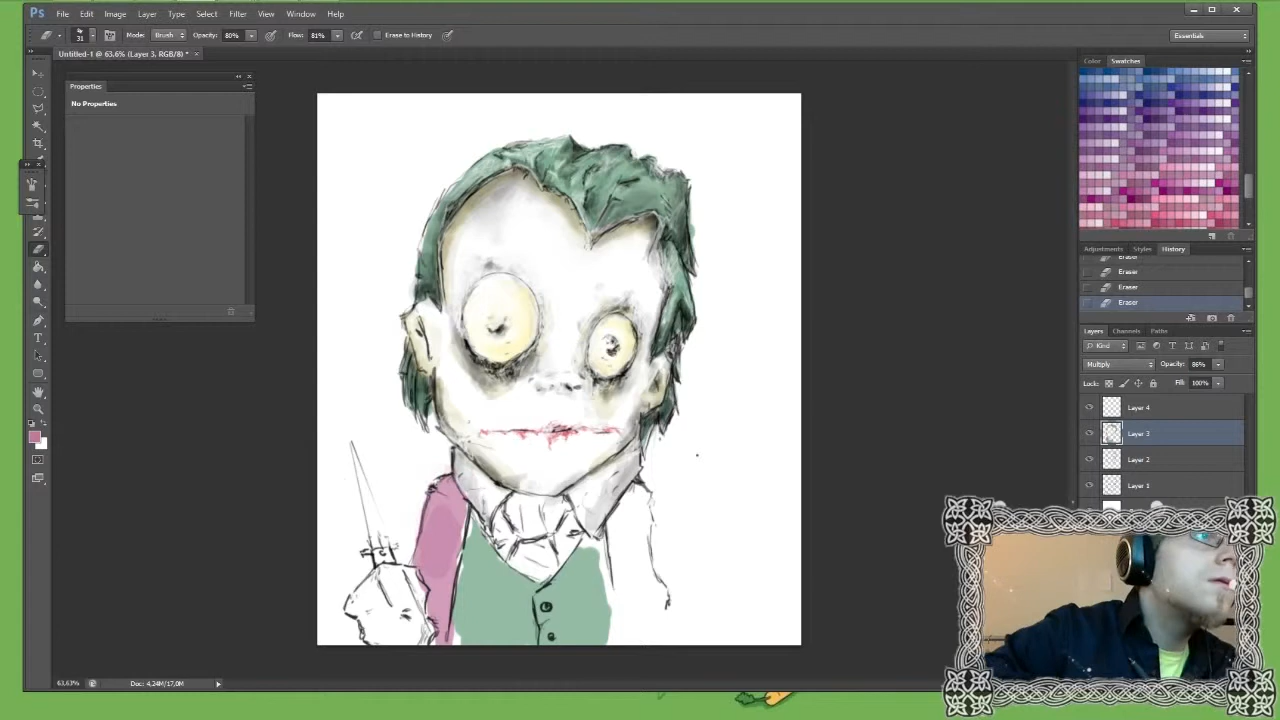 Ps File Edit Image Layer Type Select Filter View Window Help
31 Mode: Brush Opacity: 80% Flow: 81% Erase to History Essentials
Untitled-1 @ 63,6% (Layer 3, RGB/8) * ×
Properties
No Properties
Color Swatches
Adjustments Styles History
Eraser
Eraser
Eraser
Eraser
Layers Channels Paths
Kind
Multiply Opacity: 86%
Lock: Fill: 100%
Layer 4
Layer 3
Layer 2
Layer 1
63,63% Doc: 4,24M/17,0M